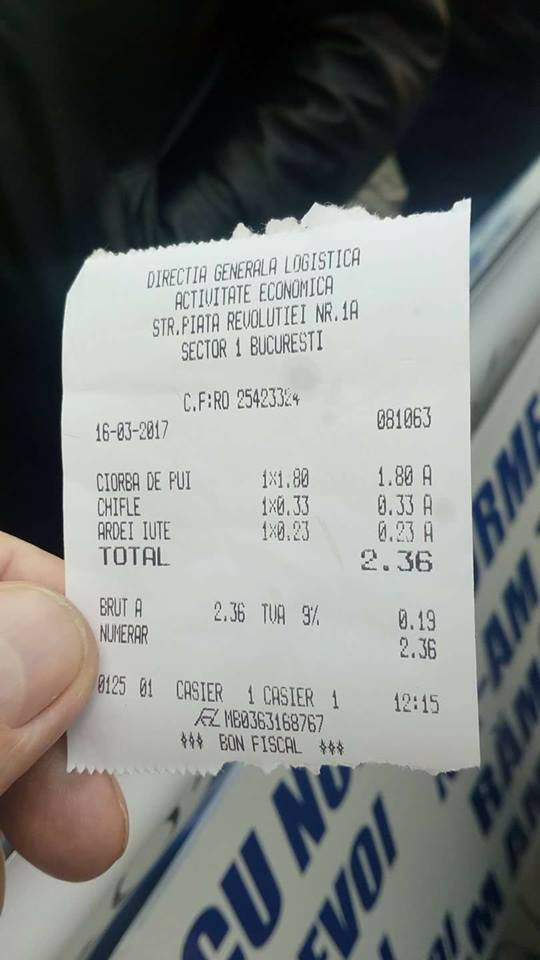 DIRECTIA GENERALA LOGISTICA
ACTIVITATE ECONOMICA
STR.PIATA REVOLUTIEI NR.1A
SECTOR 1 BUCURESTI
C.F:RO 25423324
16-03-2017 081063
CIORBA DE PUI 1x1.80 1.80 A
CHIFLE 1x0.33 0.33 A
ARDEI IUTE 1x0.23 0.23 A
TOTAL 2.36
BRUT A 2.36 TVA 9% 0.19
NUMERAR 2.36
0125 01 CASIER 1 CASIER 1 12:15
MB0363168767
BON FISCAL
CU NU